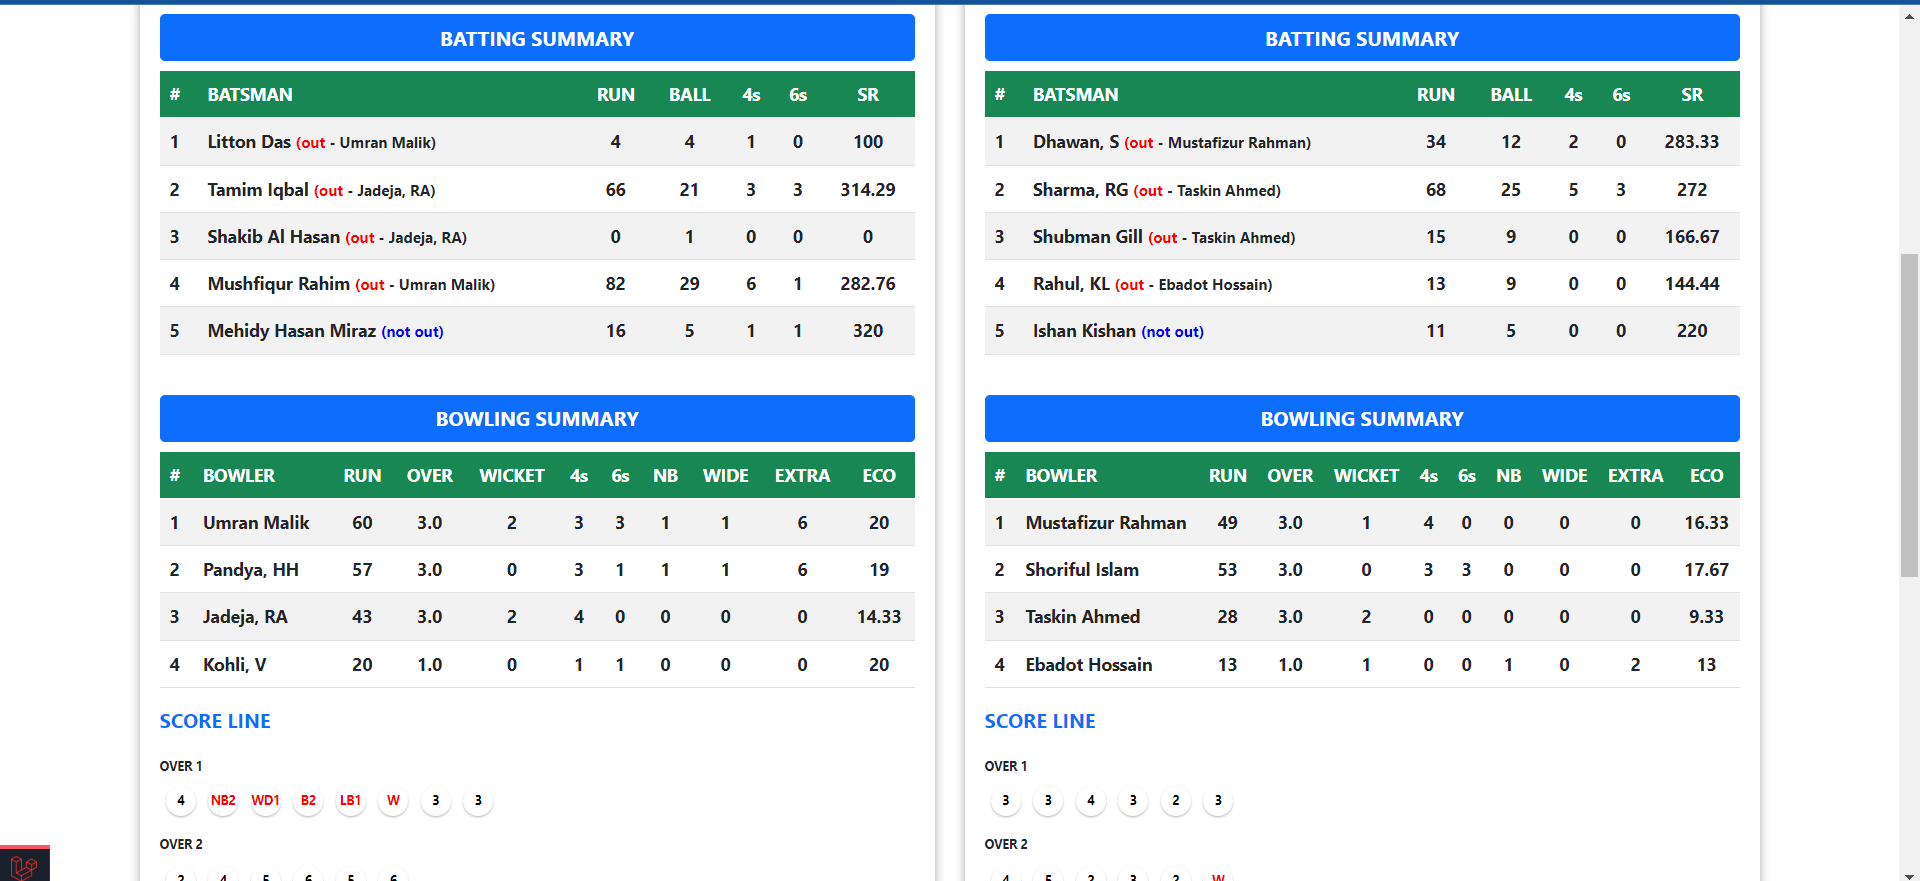 BATTING SUMMARY
# BATSMAN RUN BALL 4s 6s SR
1 Litton Das (out - Umran Malik) 4 4 1 0 100
2 Tamim Iqbal (out - Jadeja, RA) 66 21 3 3 314.29
3 Shakib Al Hasan (out - Jadeja, RA) 0 1 0 0 0
4 Mushfiqur Rahim (out - Umran Malik) 82 29 6 1 282.76
5 Mehidy Hasan Miraz (not out) 16 5 1 1 320
BOWLING SUMMARY
# BOWLER RUN OVER WICKET 4s 6s NB WIDE EXTRA ECO
1 Umran Malik 60 3.0 2 3 3 1 1 6 20
2 Pandya, HH 57 3.0 0 3 1 1 1 6 19
3 Jadeja, RA 43 3.0 2 4 0 0 0 0 14.33
4 Kohli, V 20 1.0 0 1 1 0 0 0 20
SCORE LINE
OVER 1
4 NB2 WD1 B2 LB1 W 3 3
OVER 2
2 4 5 6 5 6
BATTING SUMMARY
# BATSMAN RUN BALL 4s 6s SR
1 Dhawan, S (out - Mustafizur Rahman) 34 12 2 0 283.33
2 Sharma, RG (out - Taskin Ahmed) 68 25 5 3 272
3 Shubman Gill (out - Taskin Ahmed) 15 9 0 0 166.67
4 Rahul, KL (out - Ebadot Hossain) 13 9 0 0 144.44
5 Ishan Kishan (not out) 11 5 0 0 220
BOWLING SUMMARY
# BOWLER RUN OVER WICKET 4s 6s NB WIDE EXTRA ECO
1 Mustafizur Rahman 49 3.0 1 4 0 0 0 0 16.33
2 Shoriful Islam 53 3.0 0 3 3 0 0 0 17.67
3 Taskin Ahmed 28 3.0 2 0 0 0 0 0 9.33
4 Ebadot Hossain 13 1.0 1 0 0 1 0 2 13
SCORE LINE
OVER 1
3 3 4 3 2 3
OVER 2
4 5 2 3 2 W